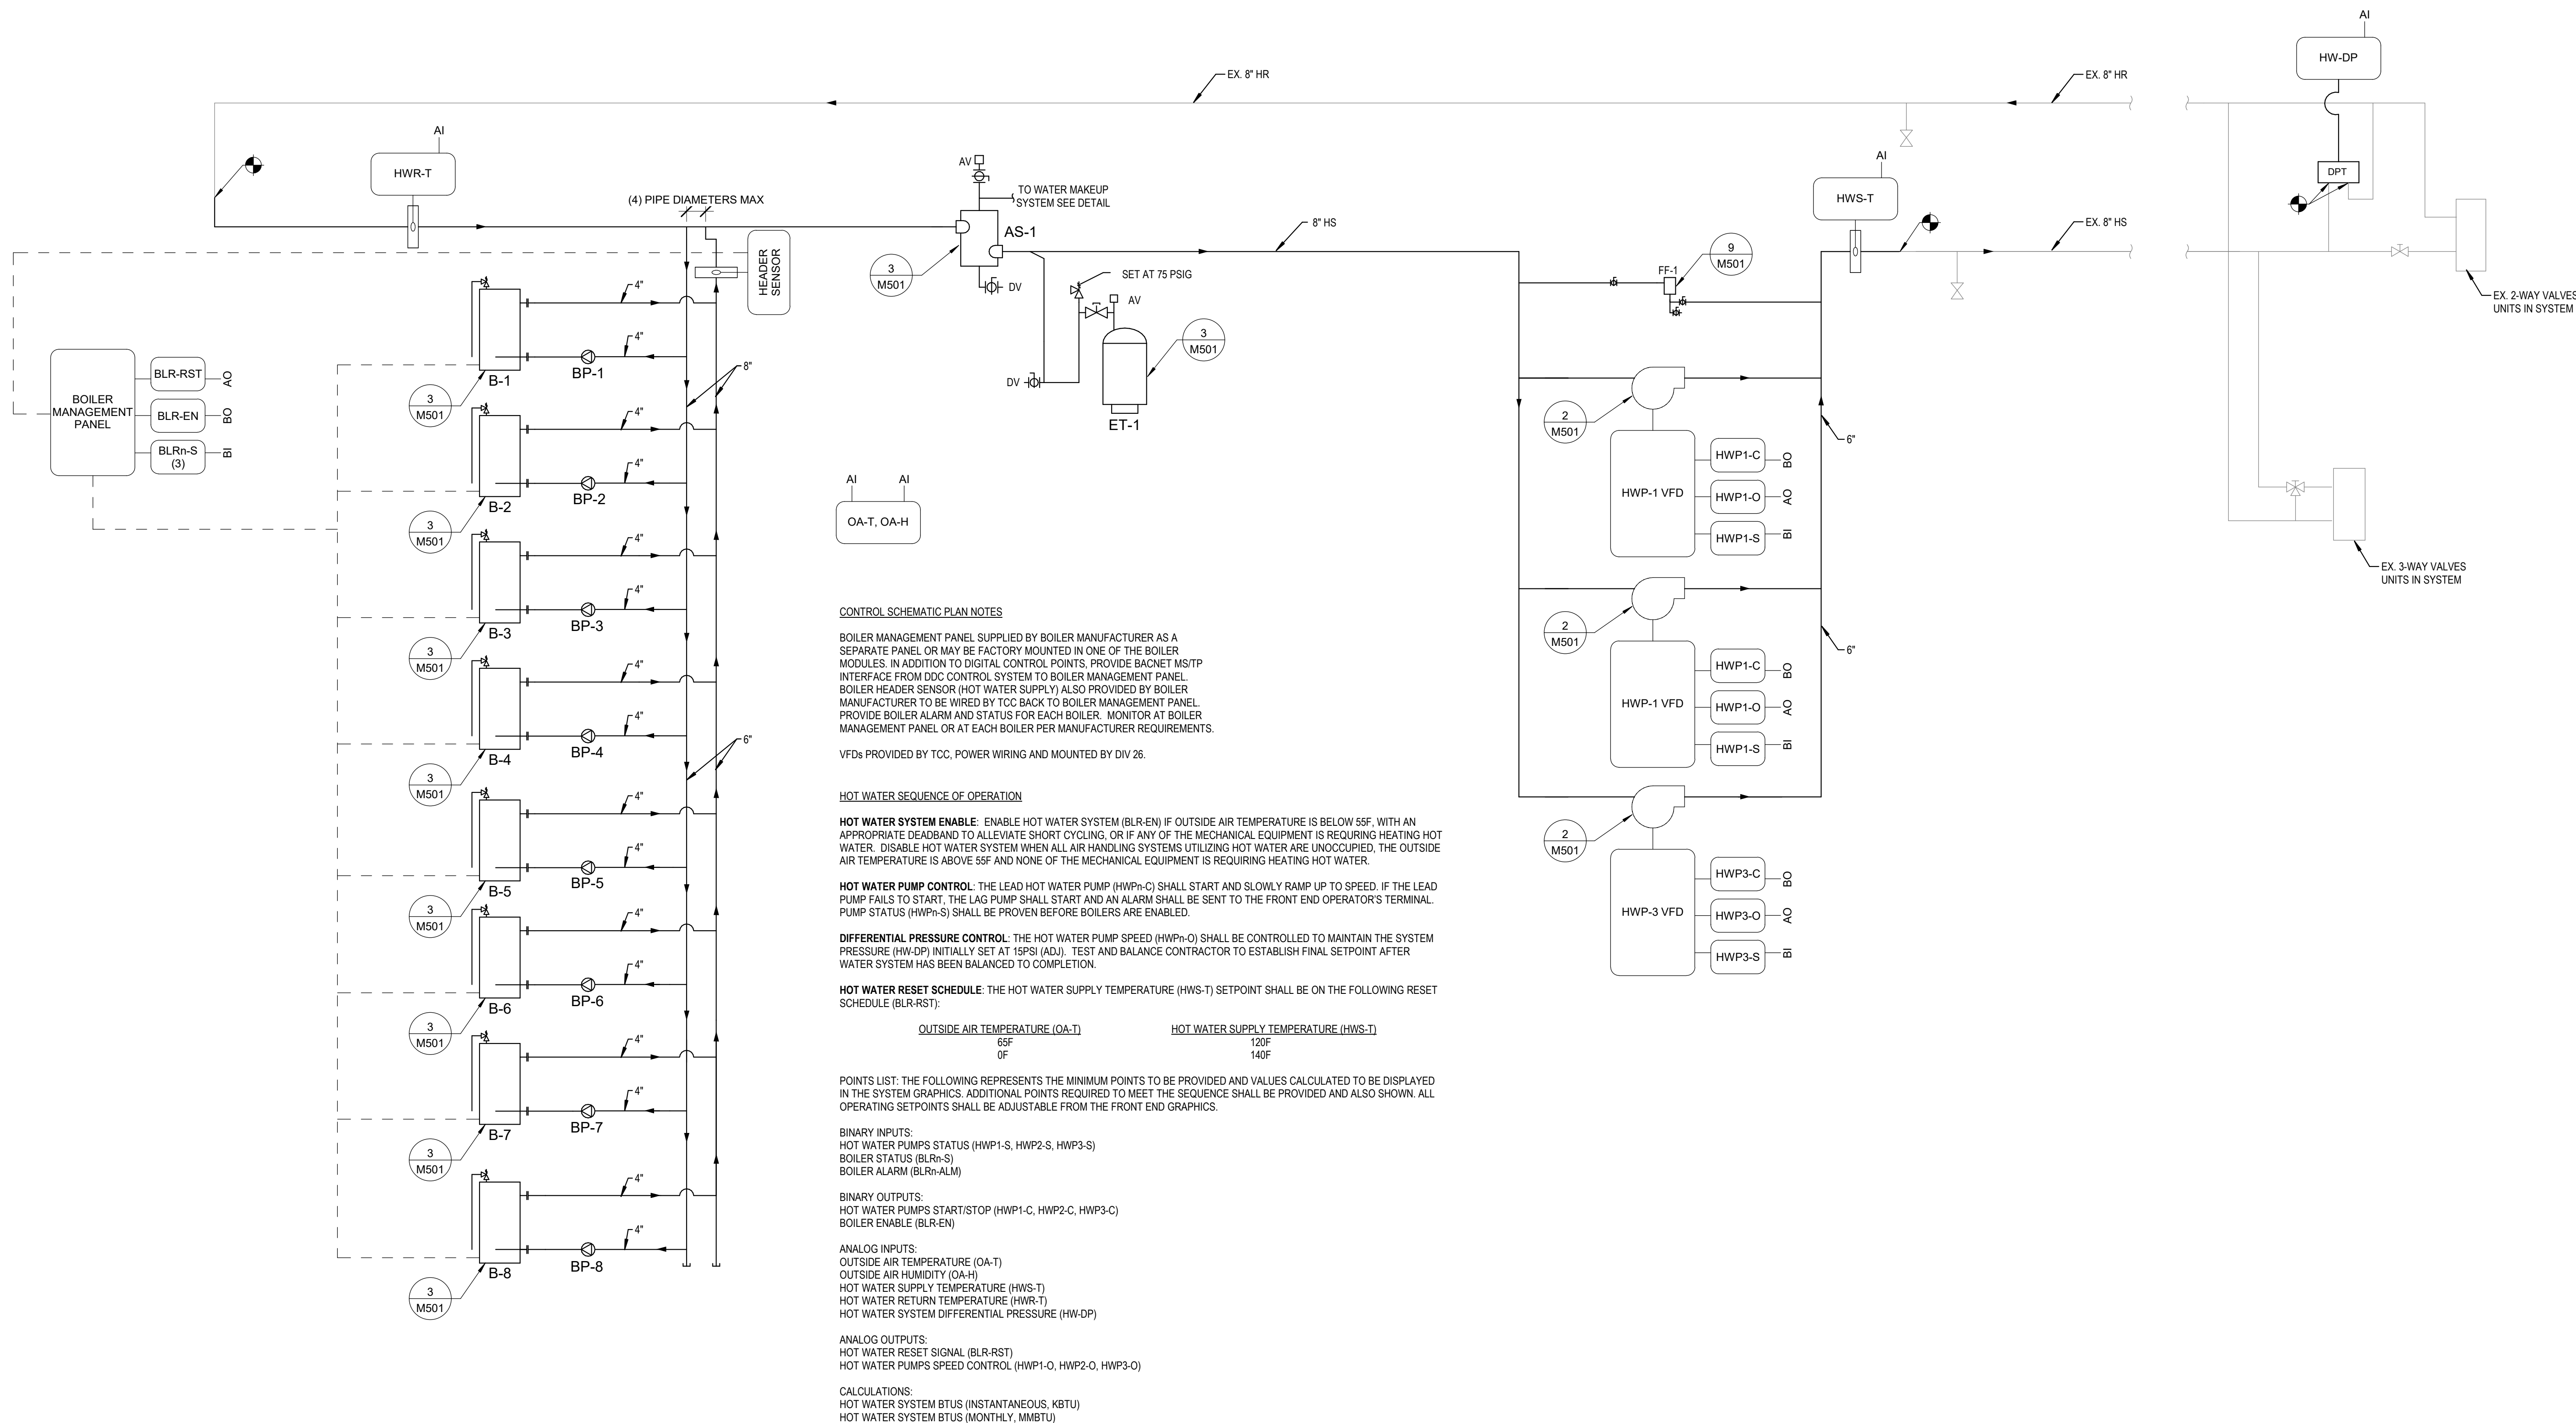 AI
HW-DP
EX. 8" HR
EX. 8" HR
AI
HWR-T
(4) PIPE DIAMETERS MAX
AV
TO WATER MAKEUP
SYSTEM SEE DETAIL
AS-1
3
M501
DV
8" HS
SET AT 75 PSIG
AV
3
M501
DV
ET-1
HEADER
SENSOR
AI
HWS-T
9
M501
FF-1
EX. 8" HS
DPT
EX. 2-WAY VALVES
UNITS IN SYSTEM
EX. 3-WAY VALVES
UNITS IN SYSTEM
BOILER
MANAGEMENT
PANEL
BLR-RST
AO
BLR-EN
BO
BLRn-S
(3)
BI
4"
4"
B-1
BP-1
3
M501
8"
4"
4"
B-2
BP-2
3
M501
4"
4"
B-3
BP-3
3
M501
4"
4"
B-4
BP-4
3
M501
6"
4"
4"
B-5
BP-5
3
M501
4"
4"
B-6
BP-6
3
M501
4"
4"
B-7
BP-7
3
M501
4"
4"
B-8
BP-8
3
M501
AI
AI
OA-T, OA-H
2
M501
HWP-1 VFD
HWP1-C
BO
HWP1-O
AO
HWP1-S
BI
6"
2
M501
HWP-1 VFD
HWP1-C
BO
HWP1-O
AO
HWP1-S
BI
6"
2
M501
HWP-3 VFD
HWP3-C
BO
HWP3-O
AO
HWP3-S
BI
CONTROL SCHEMATIC PLAN NOTES
BOILER MANAGEMENT PANEL SUPPLIED BY BOILER MANUFACTURER AS A
SEPARATE PANEL OR MAY BE FACTORY MOUNTED IN ONE OF THE BOILER
MODULES. IN ADDITION TO DIGITAL CONTROL POINTS, PROVIDE BACNET MS/TP
INTERFACE FROM DDC CONTROL SYSTEM TO BOILER MANAGEMENT PANEL.
BOILER HEADER SENSOR (HOT WATER SUPPLY) ALSO PROVIDED BY BOILER
MANUFACTURER TO BE WIRED BY TCC BACK TO BOILER MANAGEMENT PANEL.
PROVIDE BOILER ALARM AND STATUS FOR EACH BOILER. MONITOR AT BOILER
MANAGEMENT PANEL OR AT EACH BOILER PER MANUFACTURER REQUIREMENTS.
VFDs PROVIDED BY TCC, POWER WIRING AND MOUNTED BY DIV 26.
HOT WATER SEQUENCE OF OPERATION
HOT WATER SYSTEM ENABLE: ENABLE HOT WATER SYSTEM (BLR-EN) IF OUTSIDE AIR TEMPERATURE IS BELOW 55F, WITH AN
APPROPRIATE DEADBAND TO ALLEVIATE SHORT CYCLING, OR IF ANY OF THE MECHANICAL EQUIPMENT IS REQURING HEATING HOT
WATER. DISABLE HOT WATER SYSTEM WHEN ALL AIR HANDLING SYSTEMS UTILIZING HOT WATER ARE UNOCCUPIED, THE OUTSIDE
AIR TEMPERATURE IS ABOVE 55F AND NONE OF THE MECHANICAL EQUIPMENT IS REQUIRING HEATING HOT WATER.
HOT WATER PUMP CONTROL: THE LEAD HOT WATER PUMP (HWPn-C) SHALL START AND SLOWLY RAMP UP TO SPEED. IF THE LEAD
PUMP FAILS TO START, THE LAG PUMP SHALL START AND AN ALARM SHALL BE SENT TO THE FRONT END OPERATOR'S TERMINAL.
PUMP STATUS (HWPn-S) SHALL BE PROVEN BEFORE BOILERS ARE ENABLED.
DIFFERENTIAL PRESSURE CONTROL: THE HOT WATER PUMP SPEED (HWPn-O) SHALL BE CONTROLLED TO MAINTAIN THE SYSTEM
PRESSURE (HW-DP) INITIALLY SET AT 15PSI (ADJ). TEST AND BALANCE CONTRACTOR TO ESTABLISH FINAL SETPOINT AFTER
WATER SYSTEM HAS BEEN BALANCED TO COMPLETION.
HOT WATER RESET SCHEDULE: THE HOT WATER SUPPLY TEMPERATURE (HWS-T) SETPOINT SHALL BE ON THE FOLLOWING RESET
SCHEDULE (BLR-RST):
OUTSIDE AIR TEMPERATURE (OA-T) HOT WATER SUPPLY TEMPERATURE (HWS-T)
65F 120F
0F 140F
POINTS LIST: THE FOLLOWING REPRESENTS THE MINIMUM POINTS TO BE PROVIDED AND VALUES CALCULATED TO BE DISPLAYED
IN THE SYSTEM GRAPHICS. ADDITIONAL POINTS REQUIRED TO MEET THE SEQUENCE SHALL BE PROVIDED AND ALSO SHOWN. ALL
OPERATING SETPOINTS SHALL BE ADJUSTABLE FROM THE FRONT END GRAPHICS.
BINARY INPUTS:
HOT WATER PUMPS STATUS (HWP1-S, HWP2-S, HWP3-S)
BOILER STATUS (BLRn-S)
BOILER ALARM (BLRn-ALM)
BINARY OUTPUTS:
HOT WATER PUMPS START/STOP (HWP1-C, HWP2-C, HWP3-C)
BOILER ENABLE (BLR-EN)
ANALOG INPUTS:
OUTSIDE AIR TEMPERATURE (OA-T)
OUTSIDE AIR HUMIDITY (OA-H)
HOT WATER SUPPLY TEMPERATURE (HWS-T)
HOT WATER RETURN TEMPERATURE (HWR-T)
HOT WATER SYSTEM DIFFERENTIAL PRESSURE (HW-DP)
ANALOG OUTPUTS:
HOT WATER RESET SIGNAL (BLR-RST)
HOT WATER PUMPS SPEED CONTROL (HWP1-O, HWP2-O, HWP3-O)
CALCULATIONS:
HOT WATER SYSTEM BTUS (INSTANTANEOUS, KBTU)
HOT WATER SYSTEM BTUS (MONTHLY, MMBTU)